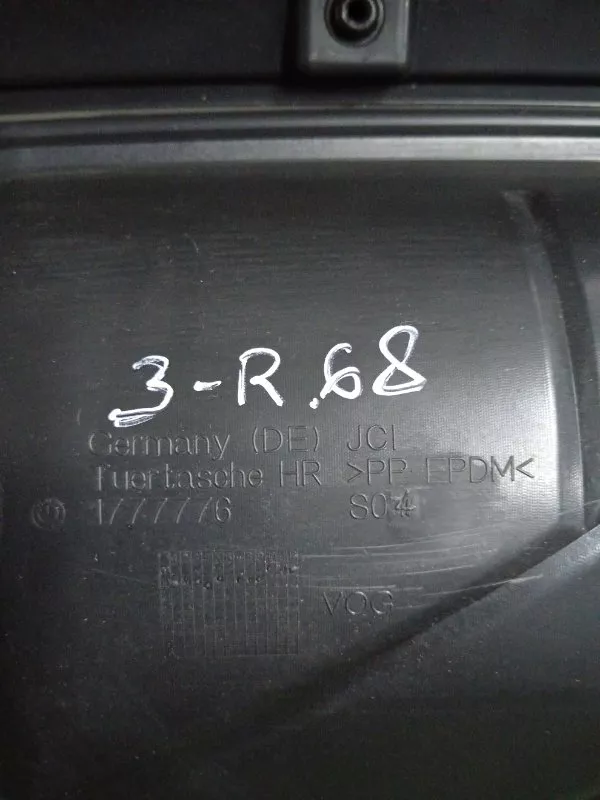 3-R.68
Germany (DE) JCI
Tuertasche HR >PP EPDM<
1777776 S04
VOG